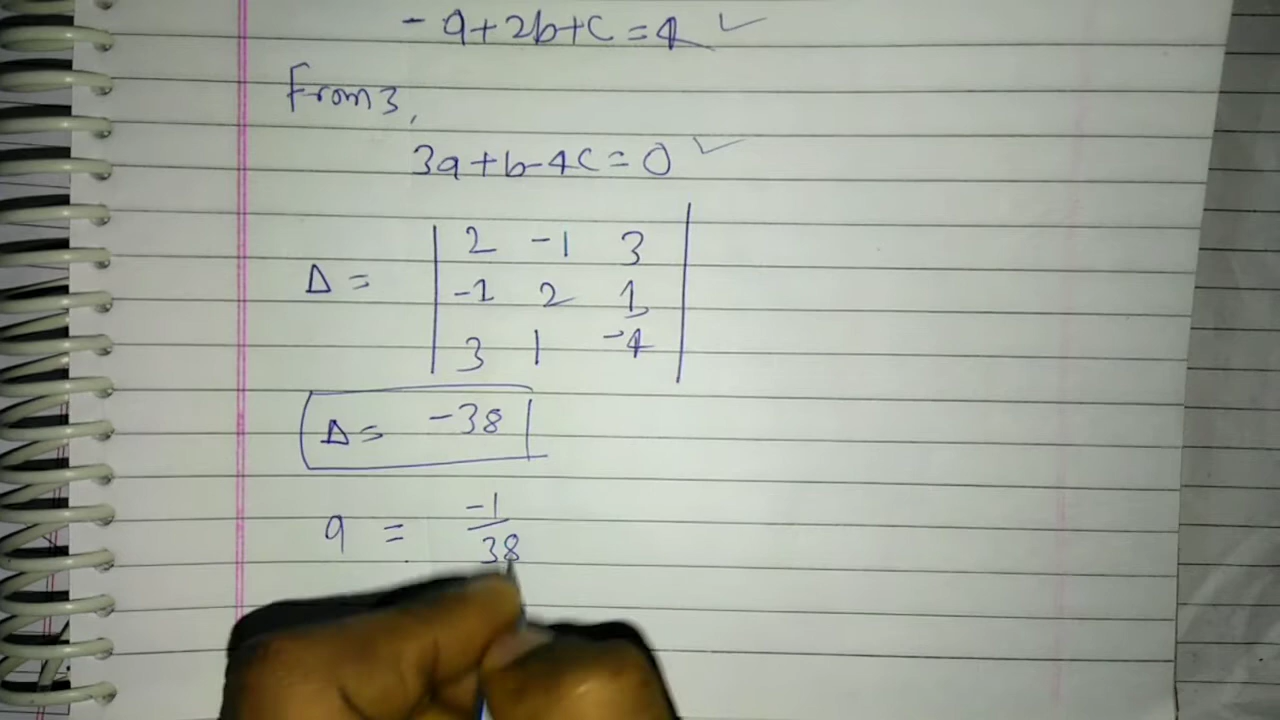 - a+2b+c=4
From 3,
3a+b-4c=0
Δ = | 2 -1 3 |
| -1 2 1 |
| 3 1 -4 |
Δ = -38
a = -1/38